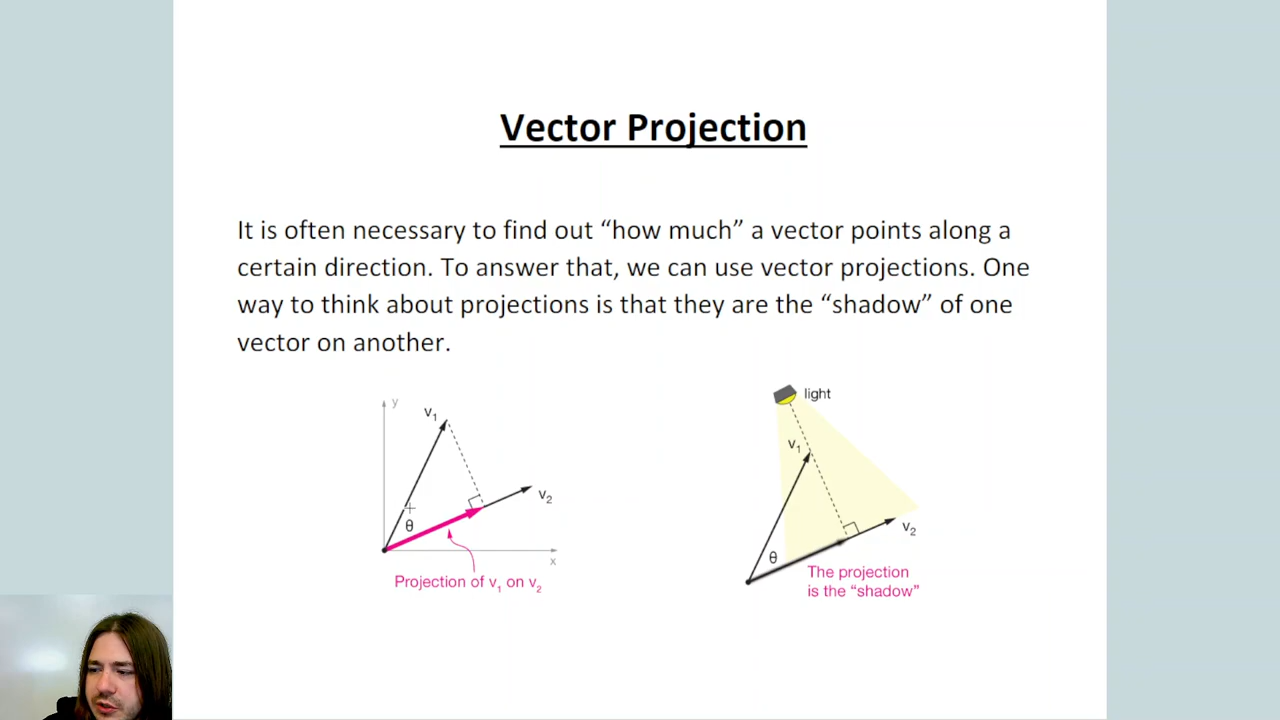 Vector Projection
It is often necessary to find out “how much” a vector points along a
certain direction. To answer that, we can use vector projections. One
way to think about projections is that they are the “shadow” of one
vector on another.
y
v₁
θ
v₂
x
Projection of v₁ on v₂
light
v₁
θ
v₂
The projection
is the “shadow”